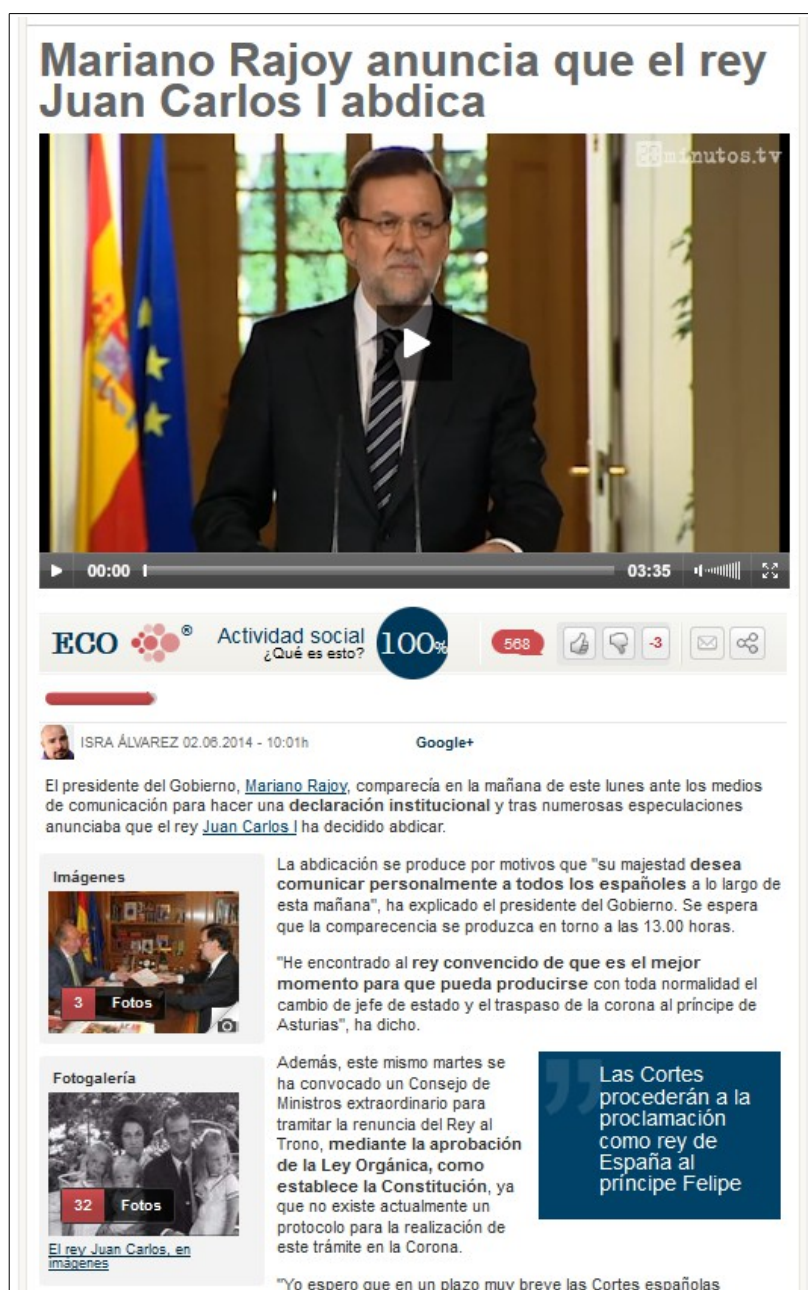 Mariano Rajoy anuncia que el rey
Juan Carlos I abdica
minutos.tv
00:00
03:35
ECO
®
Actividad social
¿Qué es esto?
100%
568
-3
ISRA ÁLVAREZ 02.06.2014 - 10:01h
Google+
El presidente del Gobierno, Mariano Rajoy, comparecía en la mañana de este lunes ante los medios
de comunicación para hacer una declaración institucional y tras numerosas especulaciones
anunciaba que el rey Juan Carlos I ha decidido abdicar.
Imágenes
3 Fotos
La abdicación se produce por motivos que "su majestad desea
comunicar personalmente a todos los españoles a lo largo de
esta mañana", ha explicado el presidente del Gobierno. Se espera
que la comparecencia se produzca en torno a las 13.00 horas.
"He encontrado al rey convencido de que es el mejor
momento para que pueda producirse con toda normalidad el
cambio de jefe de estado y el traspaso de la corona al príncipe de
Asturias", ha dicho.
Fotogalería
32 Fotos
El rey Juan Carlos, en
imágenes
Además, este mismo martes se
ha convocado un Consejo de
Ministros extraordinario para
tramitar la renuncia del Rey al
Trono, mediante la aprobación
de la Ley Orgánica, como
establece la Constitución, ya
que no existe actualmente un
protocolo para la realización de
este trámite en la Corona.
Las Cortes
procederán a la
proclamación
como rey de
España al
príncipe Felipe
"Yo espero que en un plazo muy breve las Cortes españolas